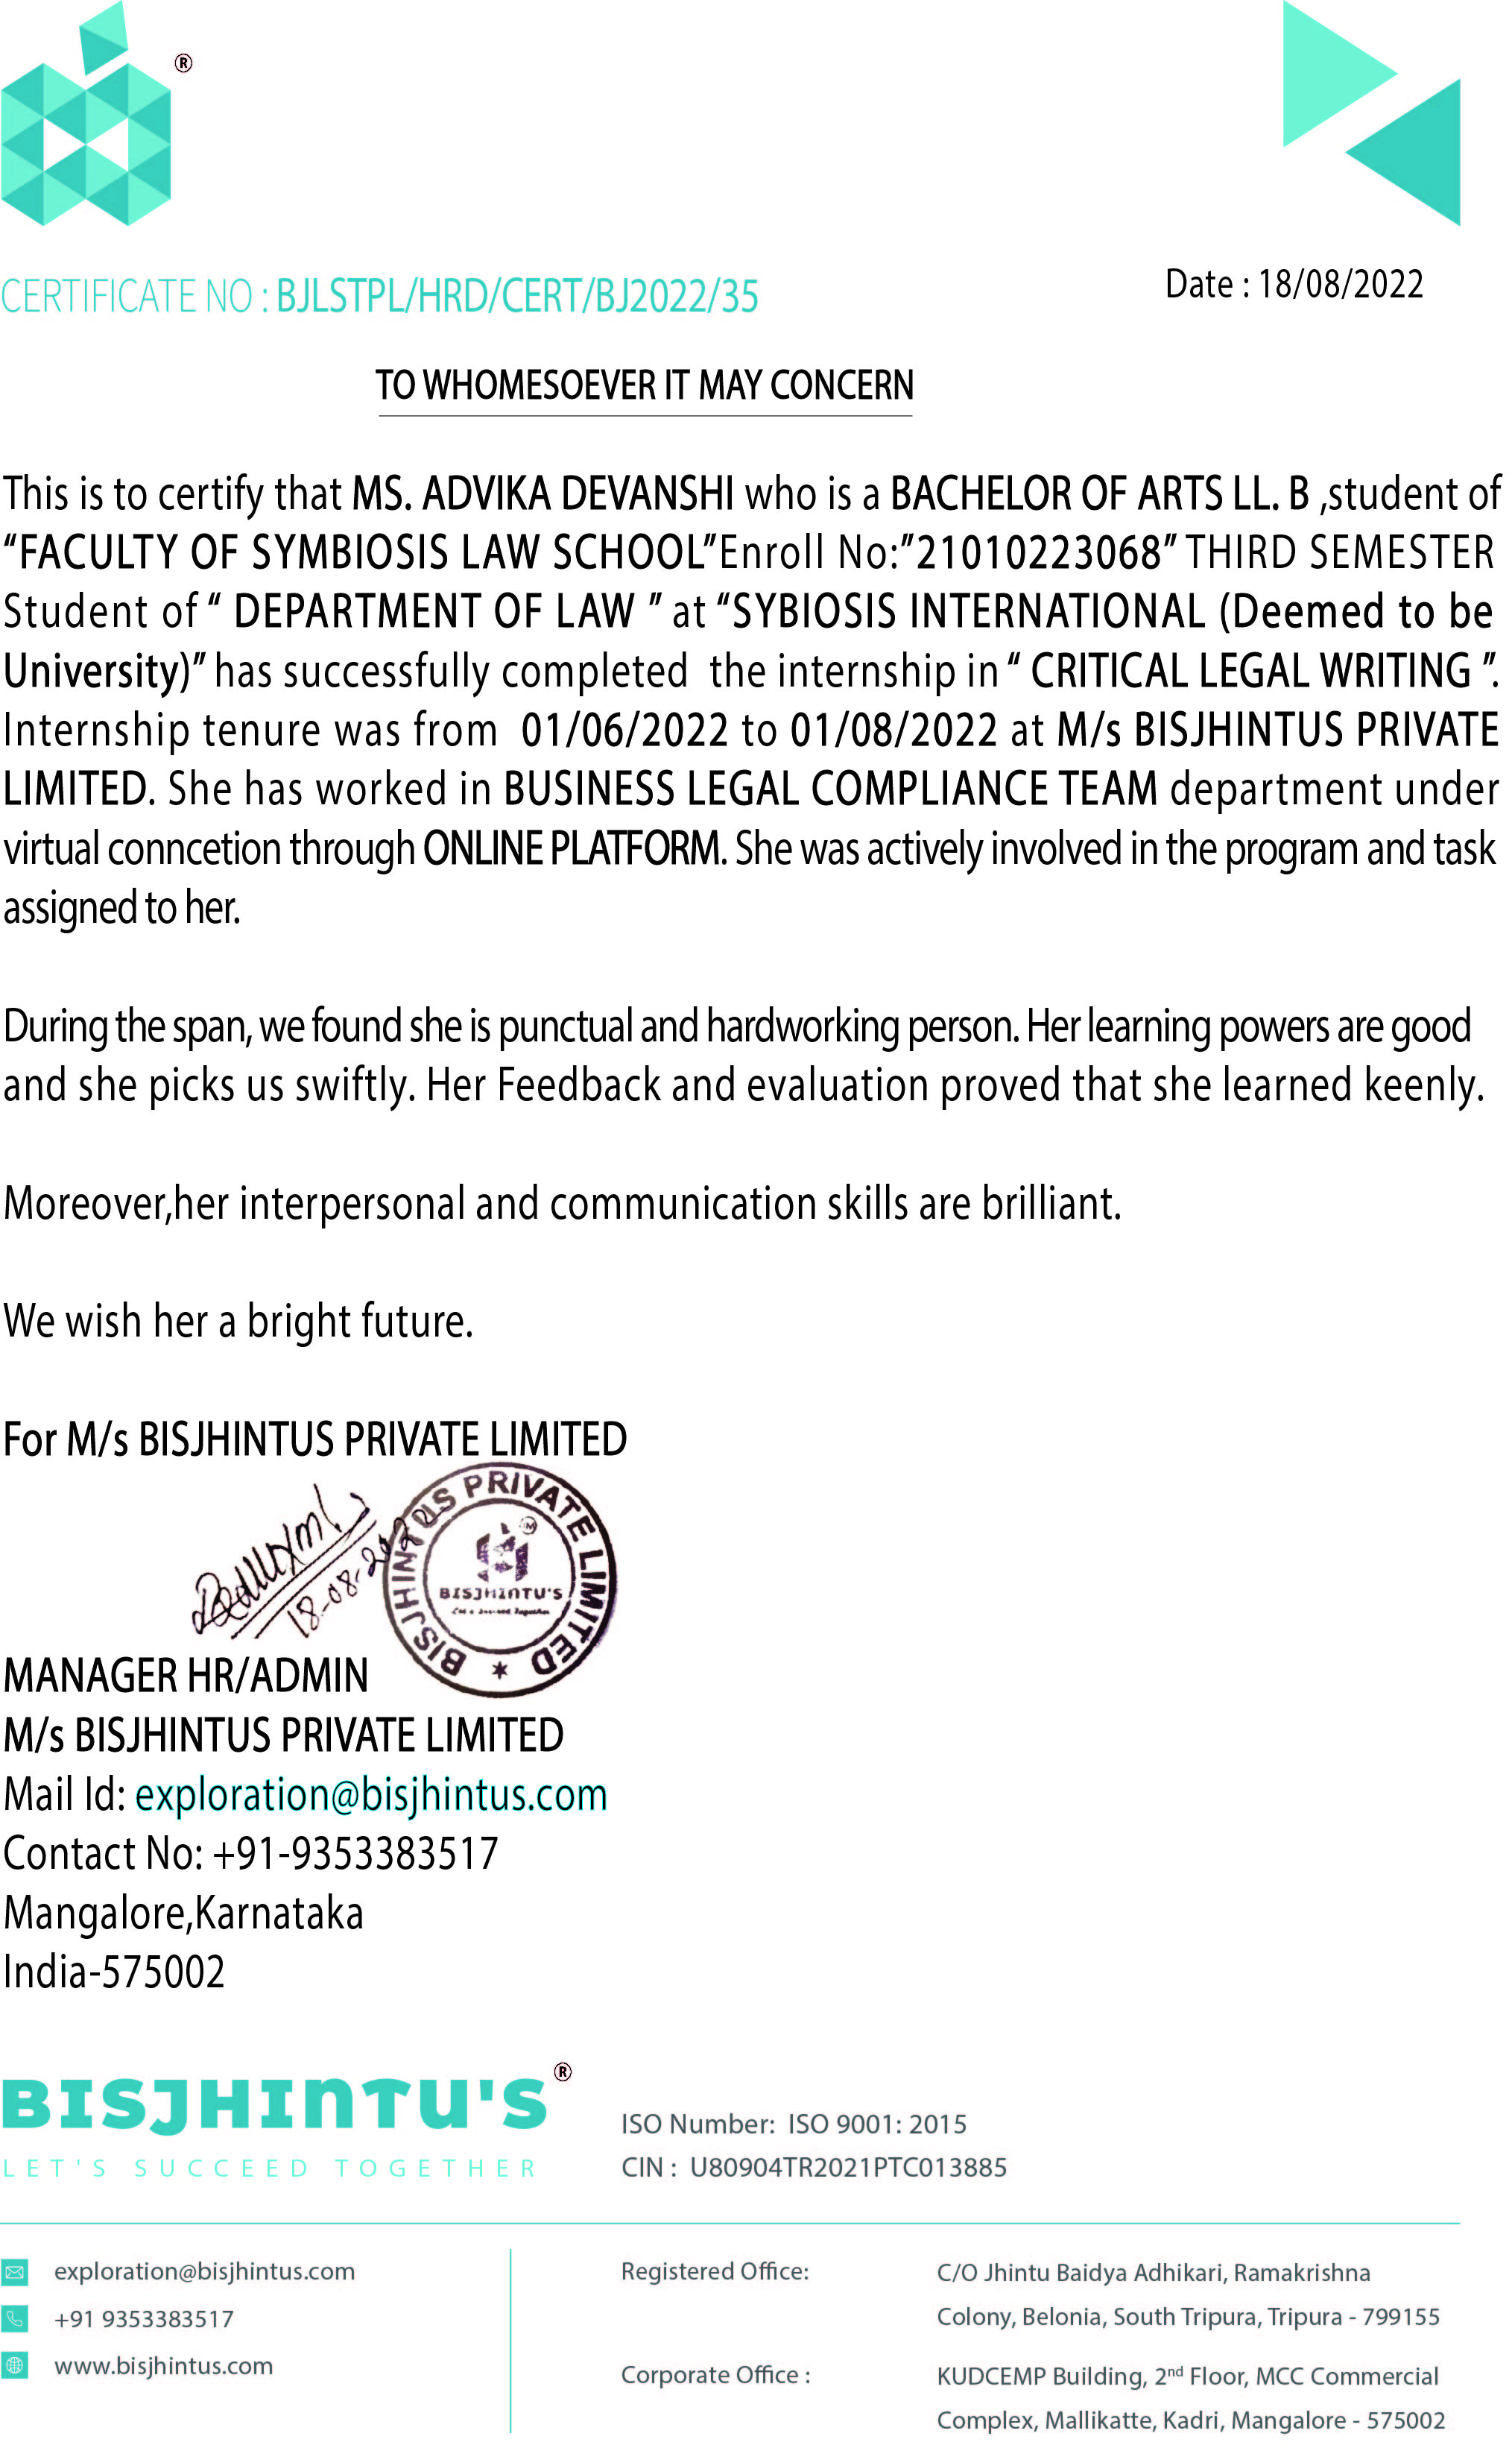 ®
CERTIFICATE NO : BJLSTPL/HRD/CERT/BJ2022/35
Date : 18/08/2022
TO WHOMESOEVER IT MAY CONCERN
This is to certify that MS. ADVIKA DEVANSHI who is a BACHELOR OF ARTS LL. B ,student of
“FACULTY OF SYMBIOSIS LAW SCHOOL”Enroll No:”21010223068” THIRD SEMESTER
Student of “ DEPARTMENT OF LAW ” at “SYBIOSIS INTERNATIONAL (Deemed to be
University)” has successfully completed the internship in “ CRITICAL LEGAL WRITING ”.
Internship tenure was from 01/06/2022 to 01/08/2022 at M/s BISJHINTUS PRIVATE
LIMITED. She has worked in BUSINESS LEGAL COMPLIANCE TEAM department under
virtual conncetion through ONLINE PLATFORM. She was actively involved in the program and task
assigned to her.
During the span, we found she is punctual and hardworking person. Her learning powers are good
and she picks us swiftly. Her Feedback and evaluation proved that she learned keenly.
Moreover,her interpersonal and communication skills are brilliant.
We wish her a bright future.
For M/s BISJHINTUS PRIVATE LIMITED
18-08-2022
BISJHINTUS PRIVATE LIMITED
TM
BISJHINTU'S
MANAGER HR/ADMIN
M/s BISJHINTUS PRIVATE LIMITED
Mail Id: exploration@bisjhintus.com
Contact No: +91-9353383517
Mangalore,Karnataka
India-575002
BISJHINTU'S ®
LET'S SUCCEED TOGETHER
ISO Number: ISO 9001: 2015
CIN : U80904TR2021PTC013885
exploration@bisjhintus.com
+91 9353383517
www.bisjhintus.com
Registered Office: C/O Jhintu Baidya Adhikari, Ramakrishna
Colony, Belonia, South Tripura, Tripura - 799155
Corporate Office : KUDCEMP Building, 2nd Floor, MCC Commercial
Complex, Mallikatte, Kadri, Mangalore - 575002